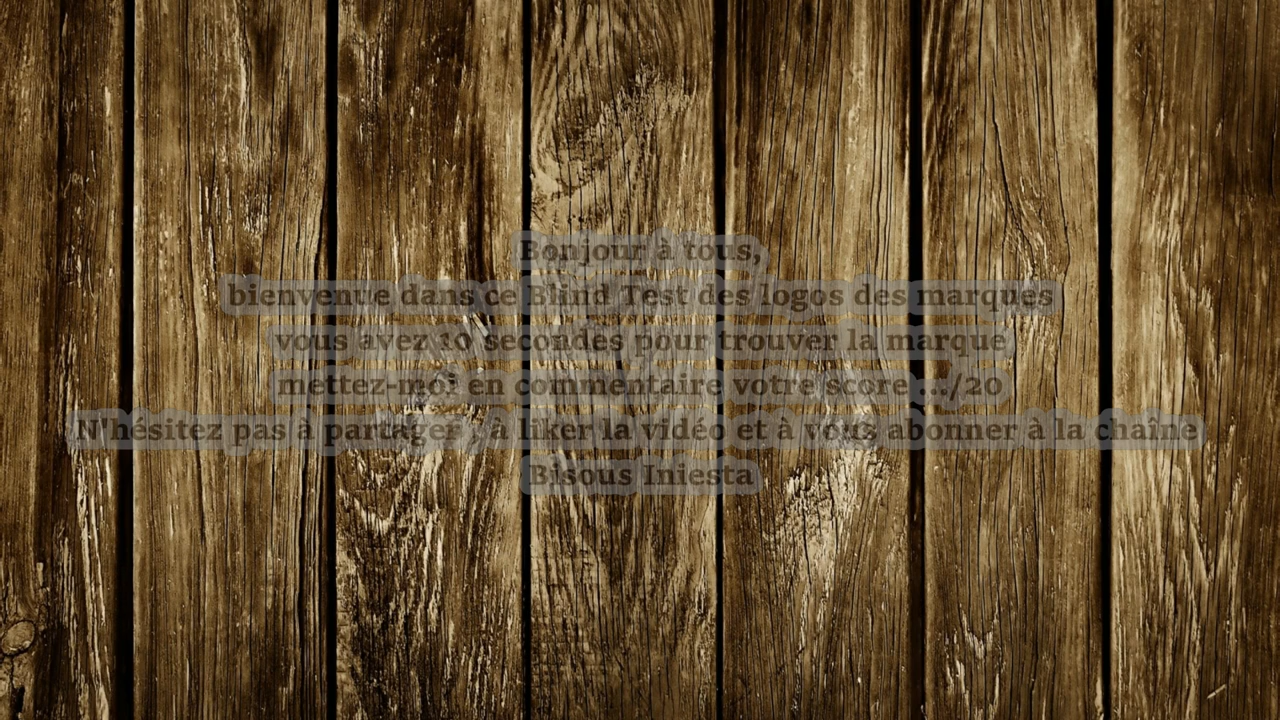 Bonjour à tous,
bienvenue dans ce Blind Test des logos des marques
vous avez 10 secondes pour trouver la marque
mettez-moi en commentaire votre score .../20
N'hésitez pas à partager , à liker la vidéo et à vous abonner à la chaîne
Bisous Iniesta